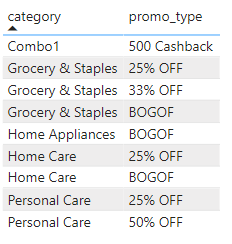 category promo_type
Combo1 500 Cashback
Grocery & Staples 25% OFF
Grocery & Staples 33% OFF
Grocery & Staples BOGOF
Home Appliances BOGOF
Home Care 25% OFF
Home Care BOGOF
Personal Care 25% OFF
Personal Care 50% OFF